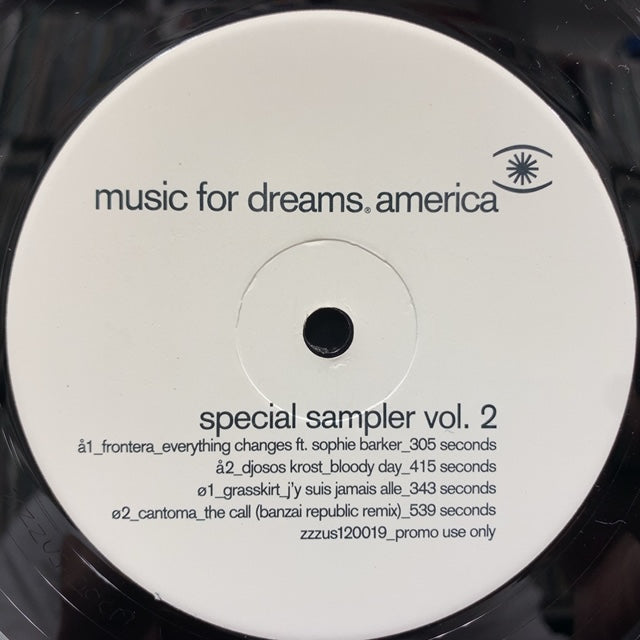 music for dreams® america
special sampler vol. 2
å1_frontera_everything changes ft. sophie barker_305 seconds
å2_djosos krost_bloody day_415 seconds
ø1_grasskirt_j'y suis jamais alle_343 seconds
ø2_cantoma_the call (banzai republic remix)_539 seconds
zzzus120019_promo use only